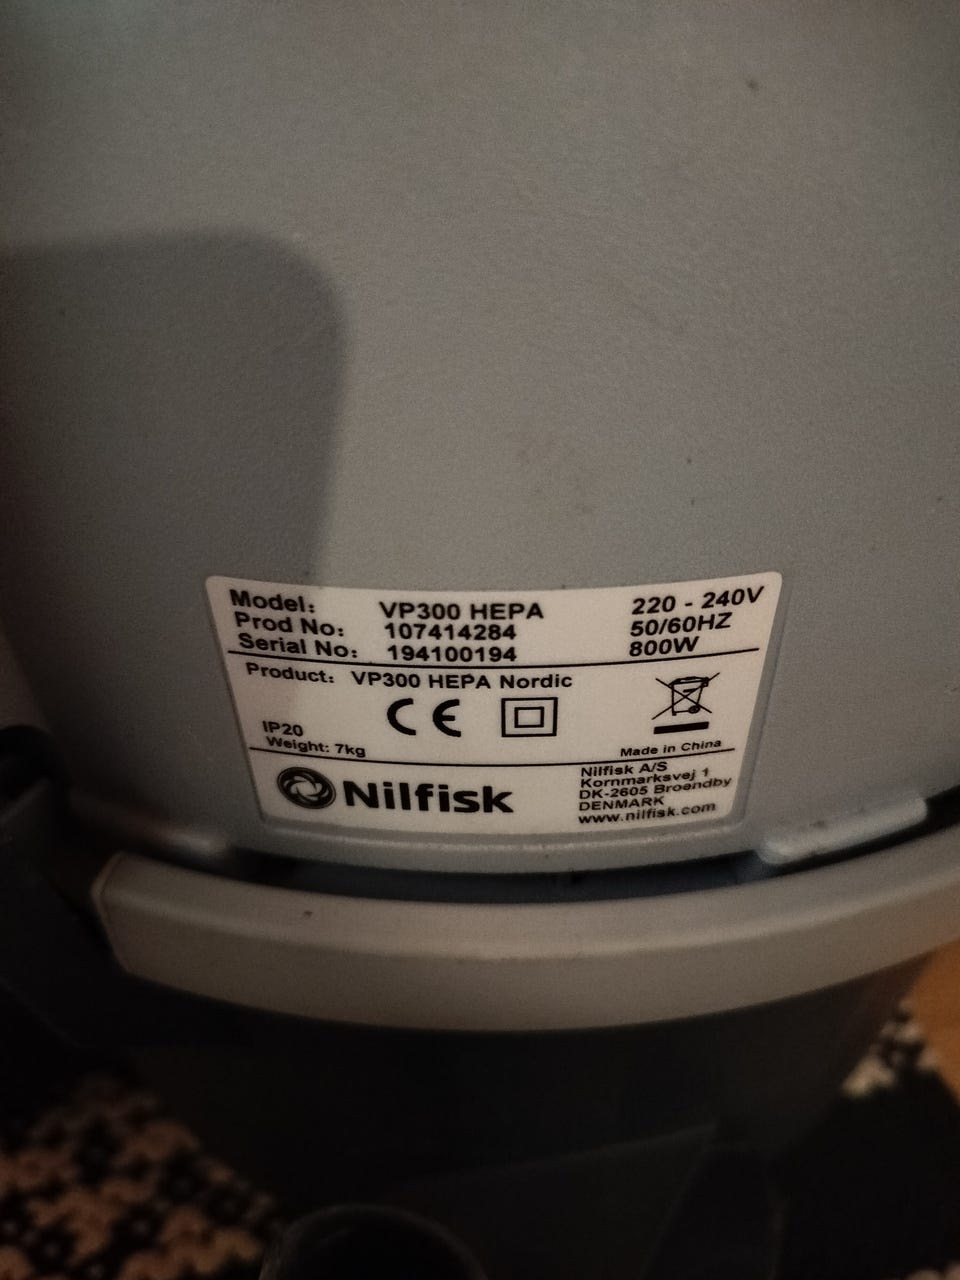 Model: VP300 HEPA 220 - 240V
Prod No: 107414284 50/60HZ
Serial No: 194100194 800W
Product: VP300 HEPA Nordic
CE
IP20
Weight: 7kg
Made in China
Nilfisk
Nilfisk A/S
Kornmarksvej 1
DK-2605 Broendby
DENMARK
www.nilfisk.com